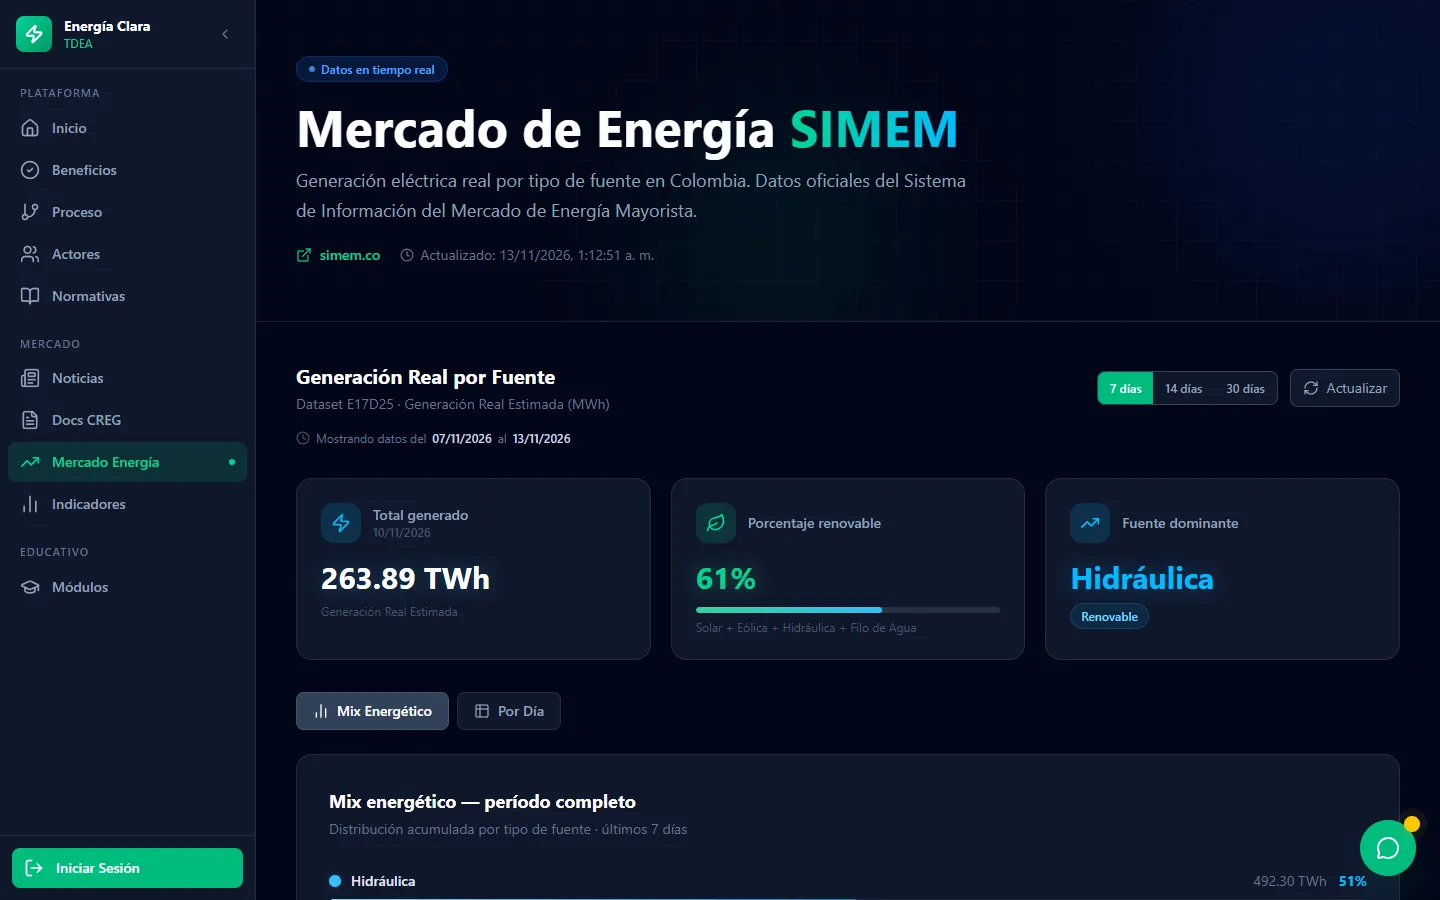 Energía Clara
TDEA
PLATAFORMA
Inicio
Beneficios
Proceso
Actores
Normativas
MERCADO
Noticias
Docs CREG
Mercado Energía
Indicadores
EDUCATIVO
Módulos
Iniciar Sesión
Datos en tiempo real
Mercado de Energía SIMEM
Generación eléctrica real por tipo de fuente en Colombia. Datos oficiales del Sistema
de Información del Mercado de Energía Mayorista.
simem.co Actualizado: 13/11/2026, 1:12:51 a. m.
Generación Real por Fuente
Dataset E17D25 · Generación Real Estimada (MWh)
Mostrando datos del 07/11/2026 al 13/11/2026
7 días 14 días 30 días Actualizar
Total generado
10/11/2026
263.89 TWh
Generación Real Estimada
Porcentaje renovable
61%
Solar + Eólica + Hidráulica + Filo de Agua
Fuente dominante
Hidráulica
Renovable
Mix Energético Por Día
Mix energético — período completo
Distribución acumulada por tipo de fuente · últimos 7 días
Hidráulica 492.30 TWh 51%